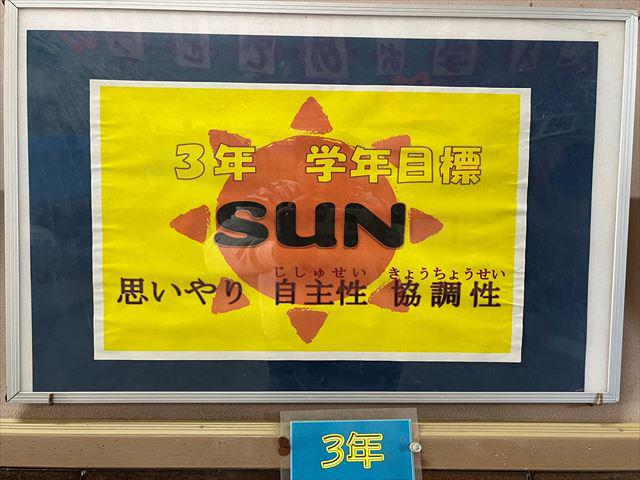 3年 学年目標
SUN
じしゅせい きょうちょうせい
思いやり 自主性 協調性
3年